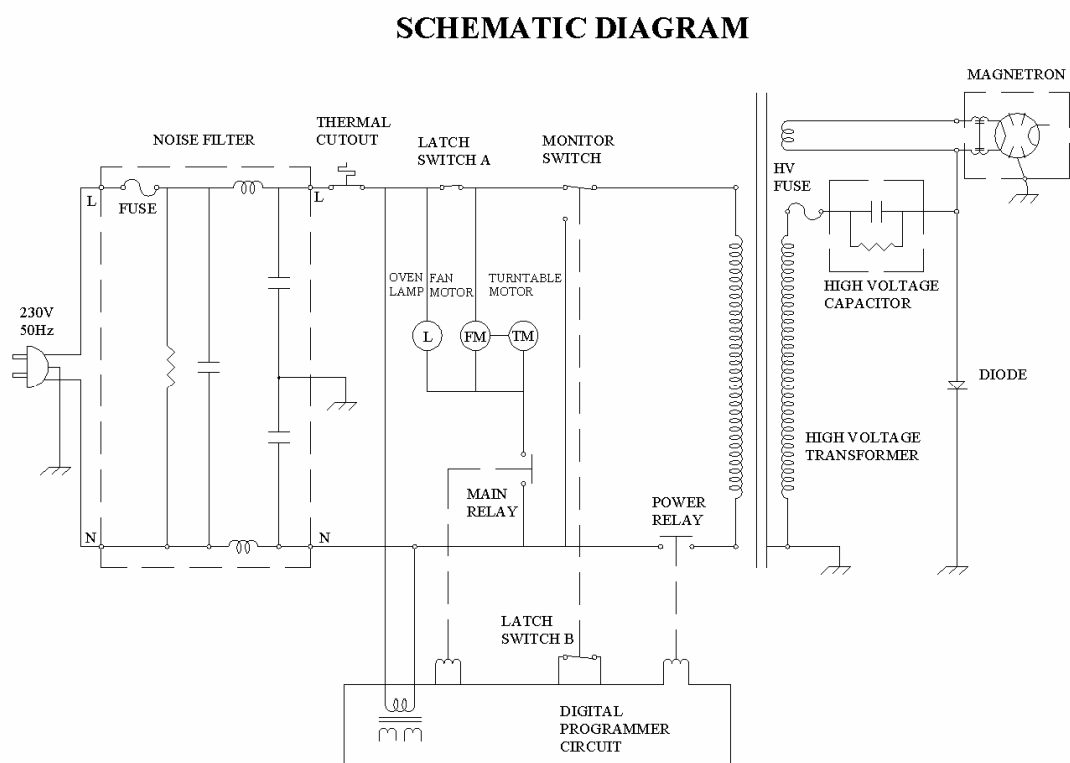 SCHEMATIC DIAGRAM
MAGNETRON
NOISE FILTER
THERMAL
CUTOUT
LATCH
SWITCH A
MONITOR
SWITCH
L
FUSE
L
HV
FUSE
OVEN
LAMP
FAN
MOTOR
TURNTABLE
MOTOR
HIGH VOLTAGE
CAPACITOR
230V
50Hz
L
FM
TM
DIODE
HIGH VOLTAGE
TRANSFORMER
MAIN
RELAY
POWER
RELAY
N
N
LATCH
SWITCH B
DIGITAL
PROGRAMMER
CIRCUIT